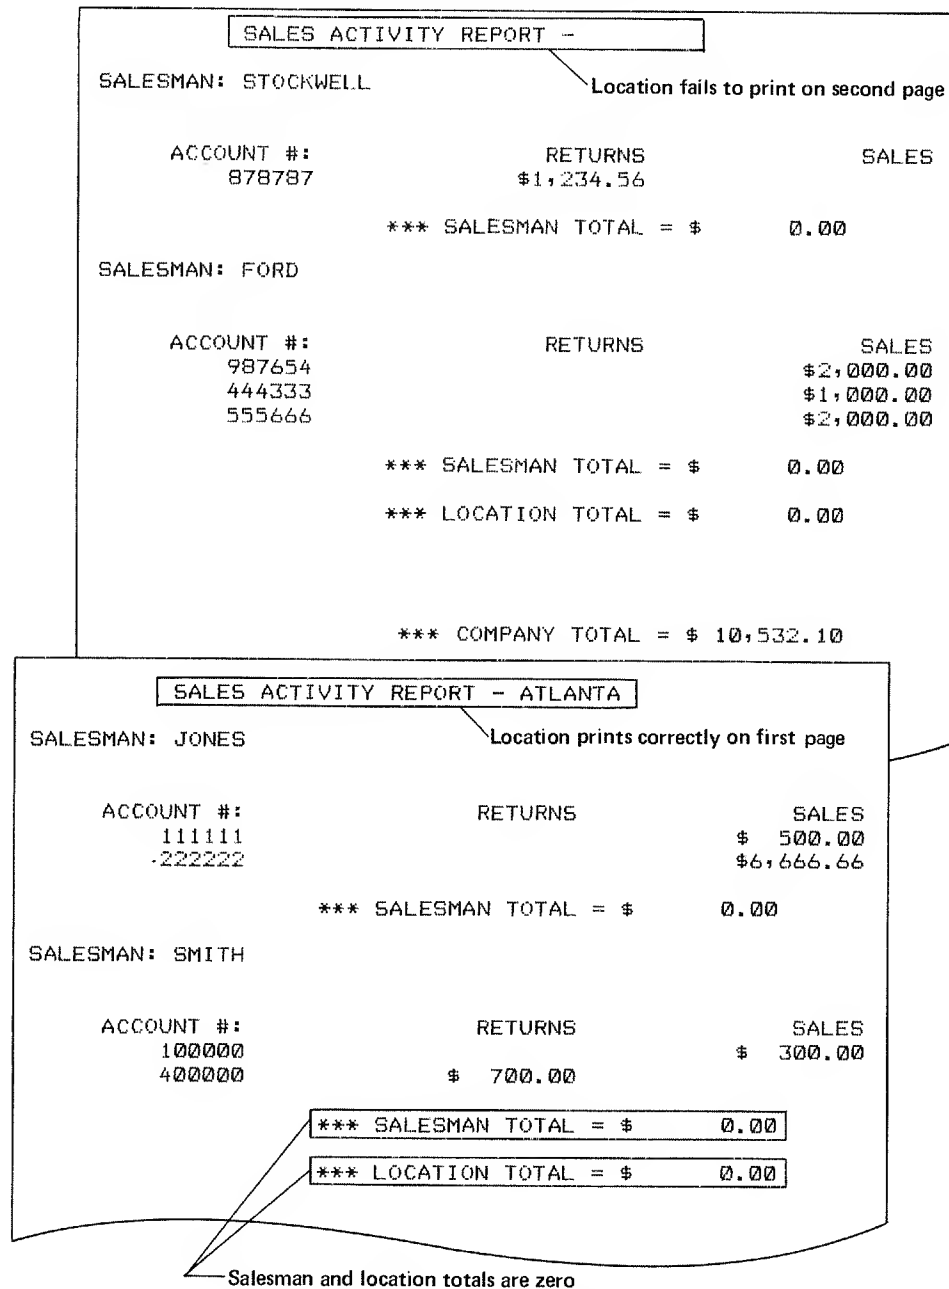 SALES ACTIVITY REPORT -
Location fails to print on second page
SALESMAN: STOCKWELL
ACCOUNT #: RETURNS SALES
878787 $1,234.56
*** SALESMAN TOTAL = $ 0.00
SALESMAN: FORD
ACCOUNT #: RETURNS SALES
987654 $2,000.00
444333 $1,000.00
555666 $2,000.00
*** SALESMAN TOTAL = $ 0.00
*** LOCATION TOTAL = $ 0.00
*** COMPANY TOTAL = $ 10,532.10
SALES ACTIVITY REPORT - ATLANTA
Location prints correctly on first page
SALESMAN: JONES
ACCOUNT #: RETURNS SALES
111111 $ 500.00
222222 $6,666.66
*** SALESMAN TOTAL = $ 0.00
SALESMAN: SMITH
ACCOUNT #: RETURNS SALES
100000 $ 300.00
400000 $ 700.00
*** SALESMAN TOTAL = $ 0.00
*** LOCATION TOTAL = $ 0.00
Salesman and location totals are zero